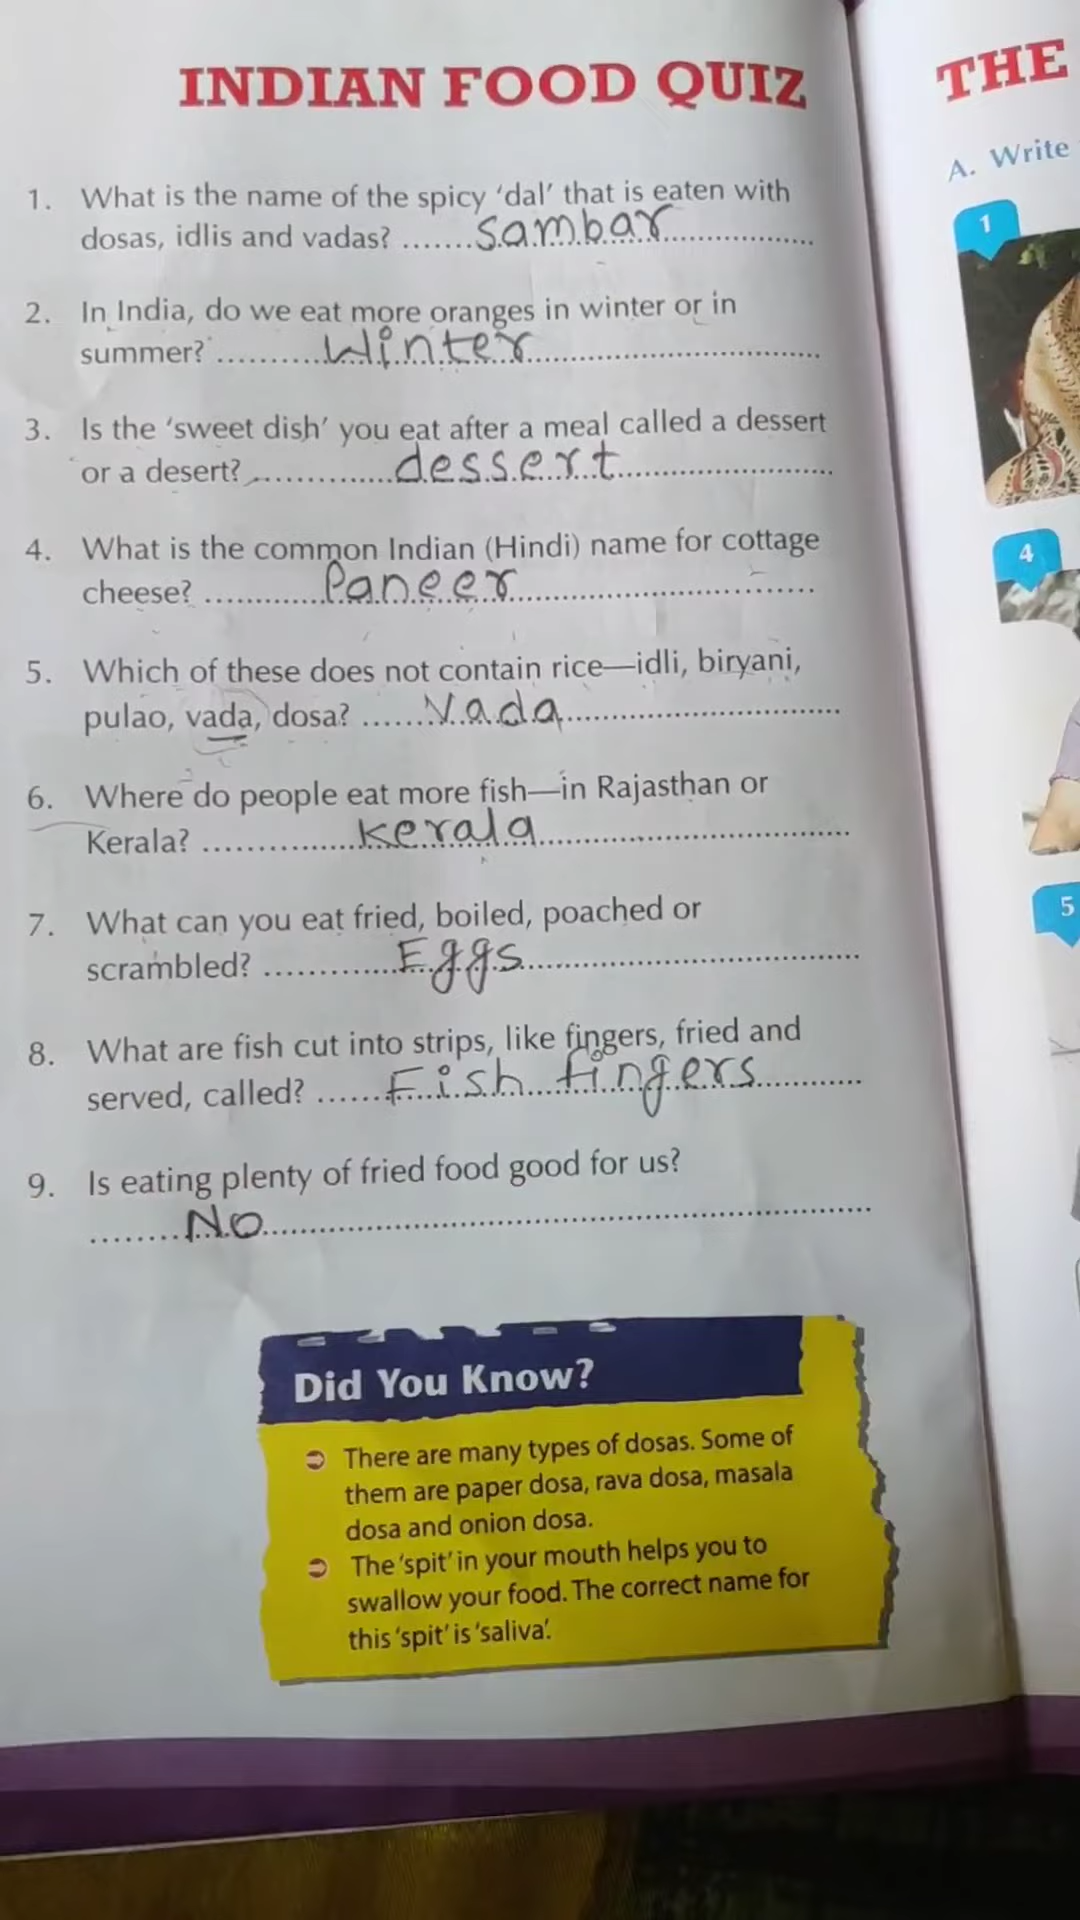 INDIAN FOOD QUIZ
1. What is the name of the spicy ‘dal’ that is eaten with
dosas, idlis and vadas? .......sambar...............
2. In India, do we eat more oranges in winter or in
summer? ..........Winter..............................
3. Is the ‘sweet dish’ you eat after a meal called a dessert
or a desert? ..............dessert......................
4. What is the common Indian (Hindi) name for cottage
cheese? ............Paneer..............................
5. Which of these does not contain rice—idli, biryani,
pulao, vada, dosa? ......Vada...........................
6. Where do people eat more fish—in Rajasthan or
Kerala? ...............kerala..............................
7. What can you eat fried, boiled, poached or
scrambled? .............Eggs..............................
8. What are fish cut into strips, like fingers, fried and
served, called? ......Fish fingers...........
9. Is eating plenty of fried food good for us?
.........No............................................................
Did You Know?
There are many types of dosas. Some of
them are paper dosa, rava dosa, masala
dosa and onion dosa.
The ‘spit’ in your mouth helps you to
swallow your food. The correct name for
this ‘spit’ is ‘saliva’.
THE
A. Write
1
4
5